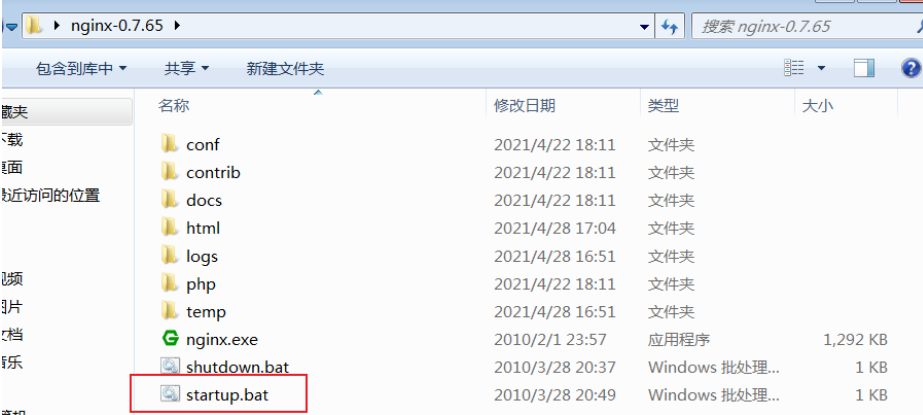 nginx-0.7.65
搜索 nginx-0.7.65
包含到库中 共享 新建文件夹
名称 修改日期 类型 大小
conf 2021/4/22 18:11 文件夹
contrib 2021/4/22 18:11 文件夹
docs 2021/4/22 18:11 文件夹
html 2021/4/28 17:04 文件夹
logs 2021/4/28 16:51 文件夹
php 2021/4/22 18:11 文件夹
temp 2021/4/28 16:51 文件夹
nginx.exe 2010/2/1 23:57 应用程序 1,292 KB
shutdown.bat 2010/3/28 20:37 Windows 批处理... 1 KB
startup.bat 2010/3/28 20:49 Windows 批处理... 1 KB
藏夹
下载
桌面
最近访问的位置
视频
图片
文档
音乐